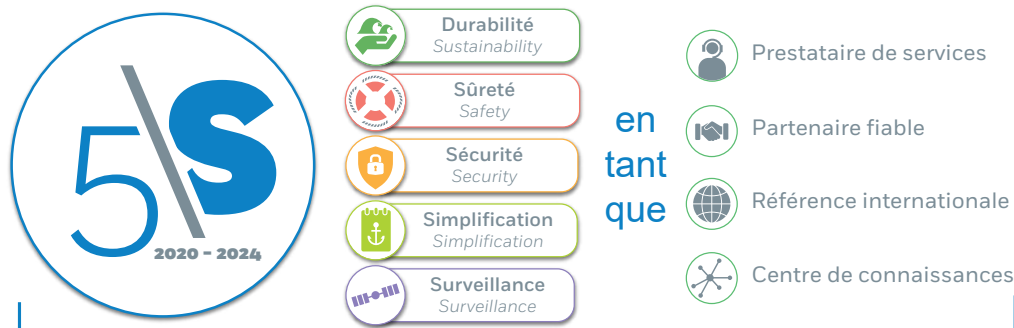 5\S
2020 - 2024
Durabilité
Sustainability
Sûreté
Safety
Sécurité
Security
Simplification
Simplification
Surveillance
Surveillance
en
tant
que
Prestataire de services
Partenaire fiable
Référence internationale
Centre de connaissances